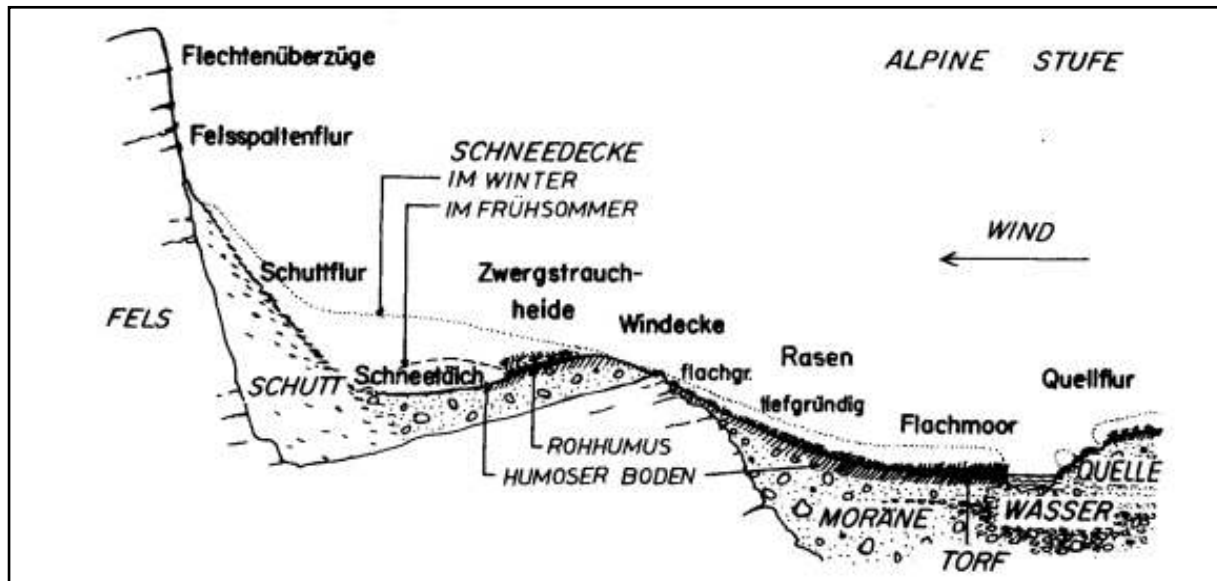 Flechtenüberzüge
ALPINE STUFE
Felsspaltenflur
SCHNEEDECKE
IM WINTER
IM FRÜHSOMMER
WIND
Schuttflur
Zwergstrauch-
heide
FELS
Windecke
Rasen
SCHUTT
Schneetälch
flachgr.
Quellflur
tiefgründig
Flachmoor
ROHHUMUS
HUMOSER BODEN
QUELLE
MORÄNE
WASSER
TORF